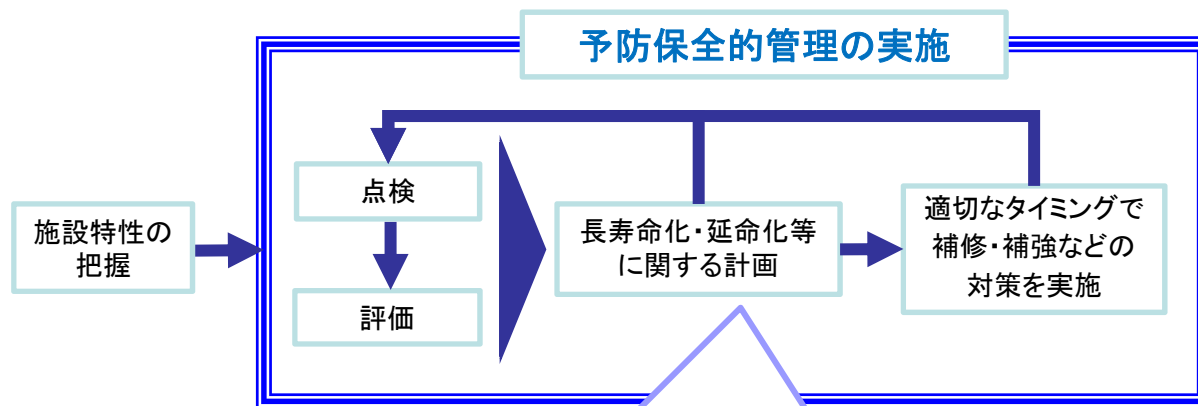 予防保全的管理の実施
施設特性の
把握
点検
評価
長寿命化・延命化等
に関する計画
適切なタイミングで
補修・補強などの
対策を実施